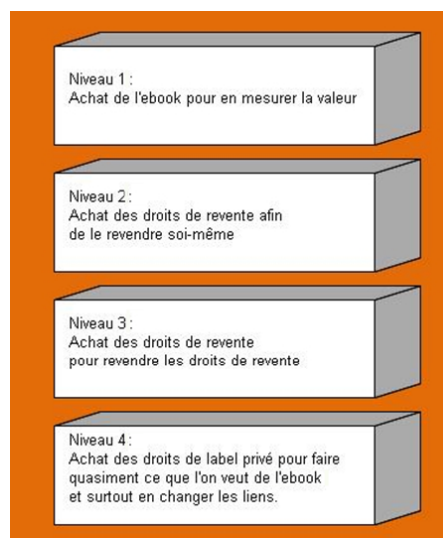 Niveau 1 :
Achat de l'ebook pour en mesurer la valeur
Niveau 2 :
Achat des droits de revente afin
de le revendre soi-même
Niveau 3 :
Achat des droits de revente
pour revendre les droits de revente
Niveau 4 :
Achat des droits de label privé pour faire
quasiment ce que l'on veut de l'ebook
et surtout en changer les liens.